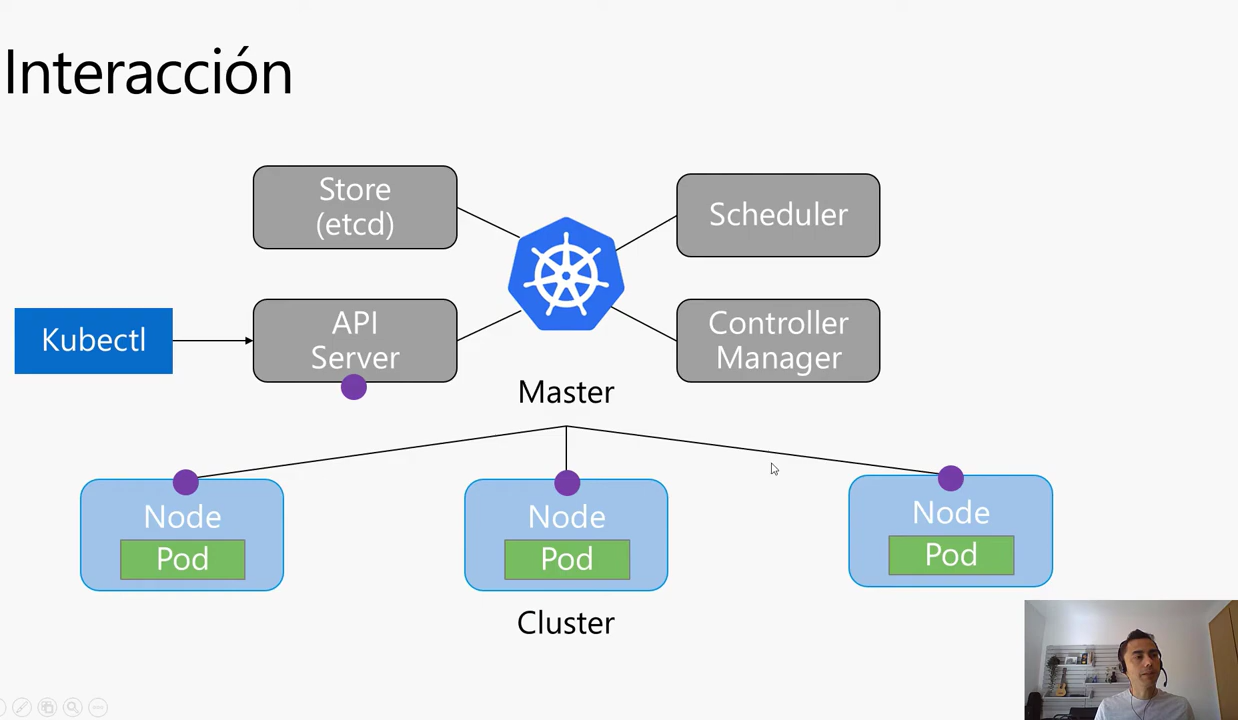 Interacción
Store
(etcd)
Scheduler
Kubectl
API
Server
Controller
Manager
Master
Node
Pod
Node
Pod
Node
Pod
Cluster